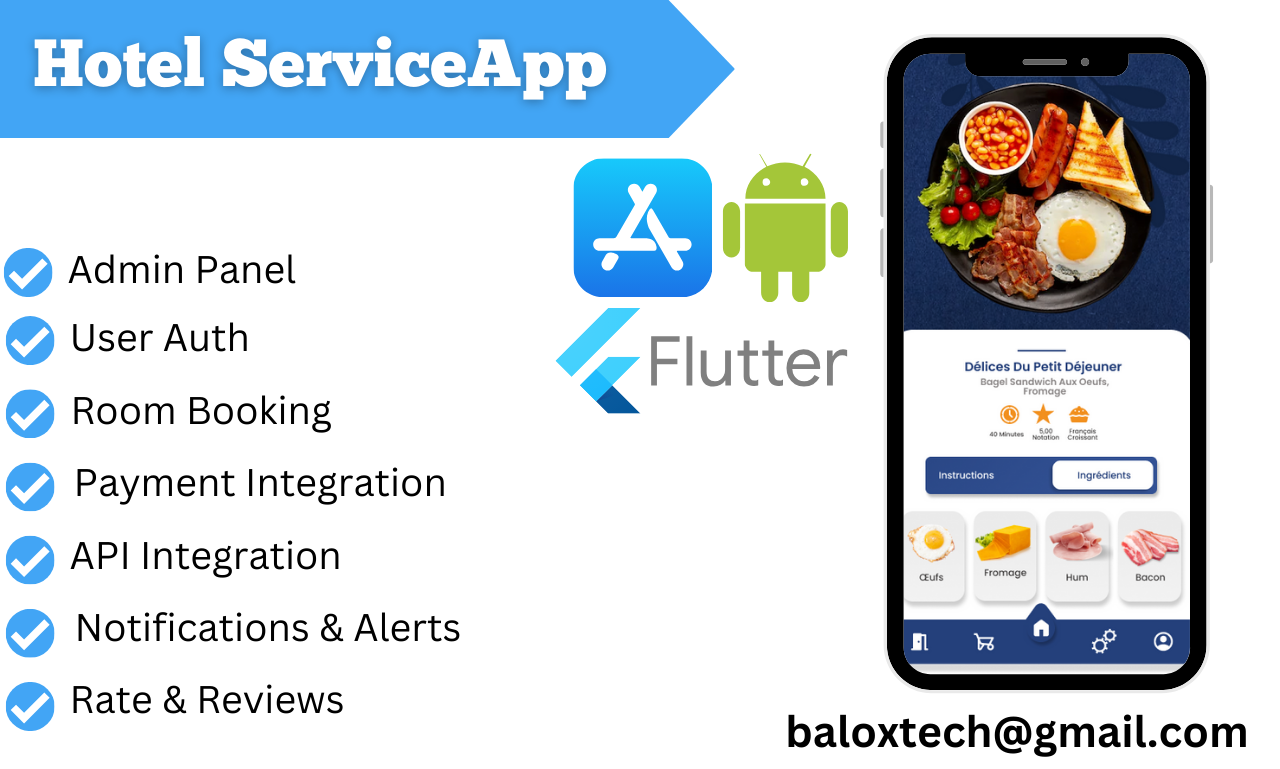 Hotel ServiceApp
Admin Panel
User Auth
Room Booking
Payment Integration
API Integration
Notifications & Alerts
Rate & Reviews
Flutter
Délices Du Petit Déjeuner
Bagel Sandwich Aux Oeufs,
Fromage
40 Minutes
5,00
Notation
Français
Croissant
Instructions
Ingrédients
Œufs
Fromage
Hum
Bacon
baloxtech@gmail.com